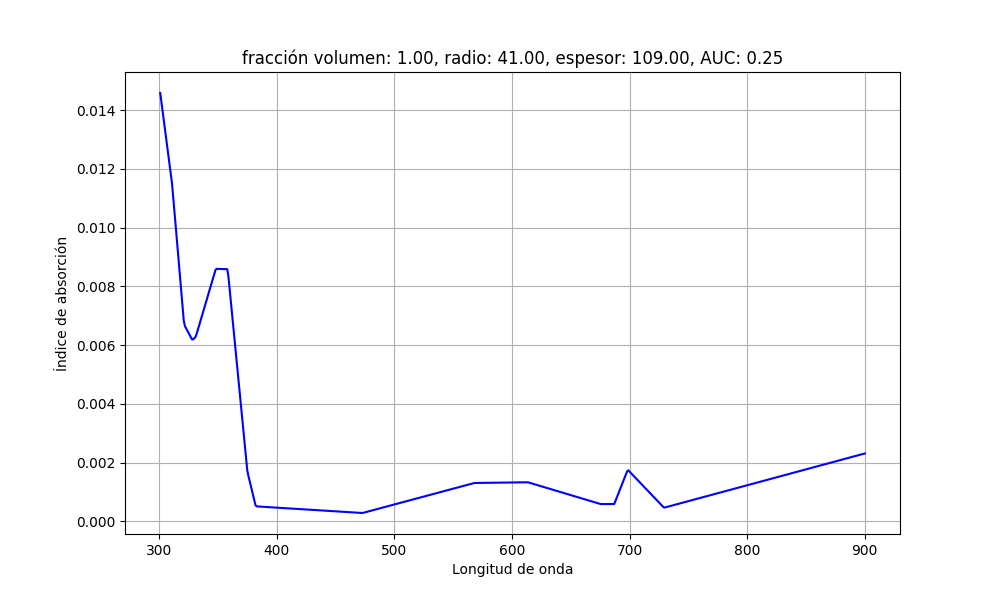 fracción volumen: 1.00, radio: 41.00, espesor: 109.00, AUC: 0.25
0.014
0.012
0.010
0.008
0.006
0.004
0.002
0.000
Índice de absorción
300 400 500 600 700 800 900
Longitud de onda